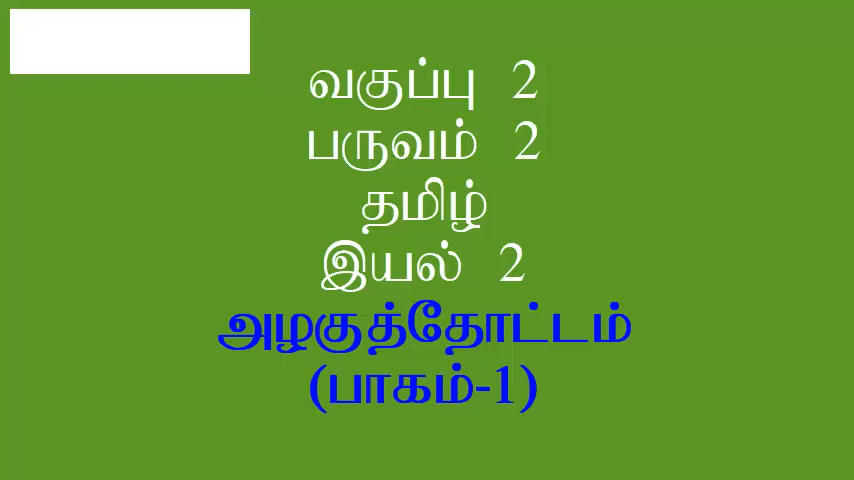 வகுப்பு 2
பருவம் 2
தமிழ்
இயல் 2
அழகுத்தோட்டம்
(பாகம்-1)